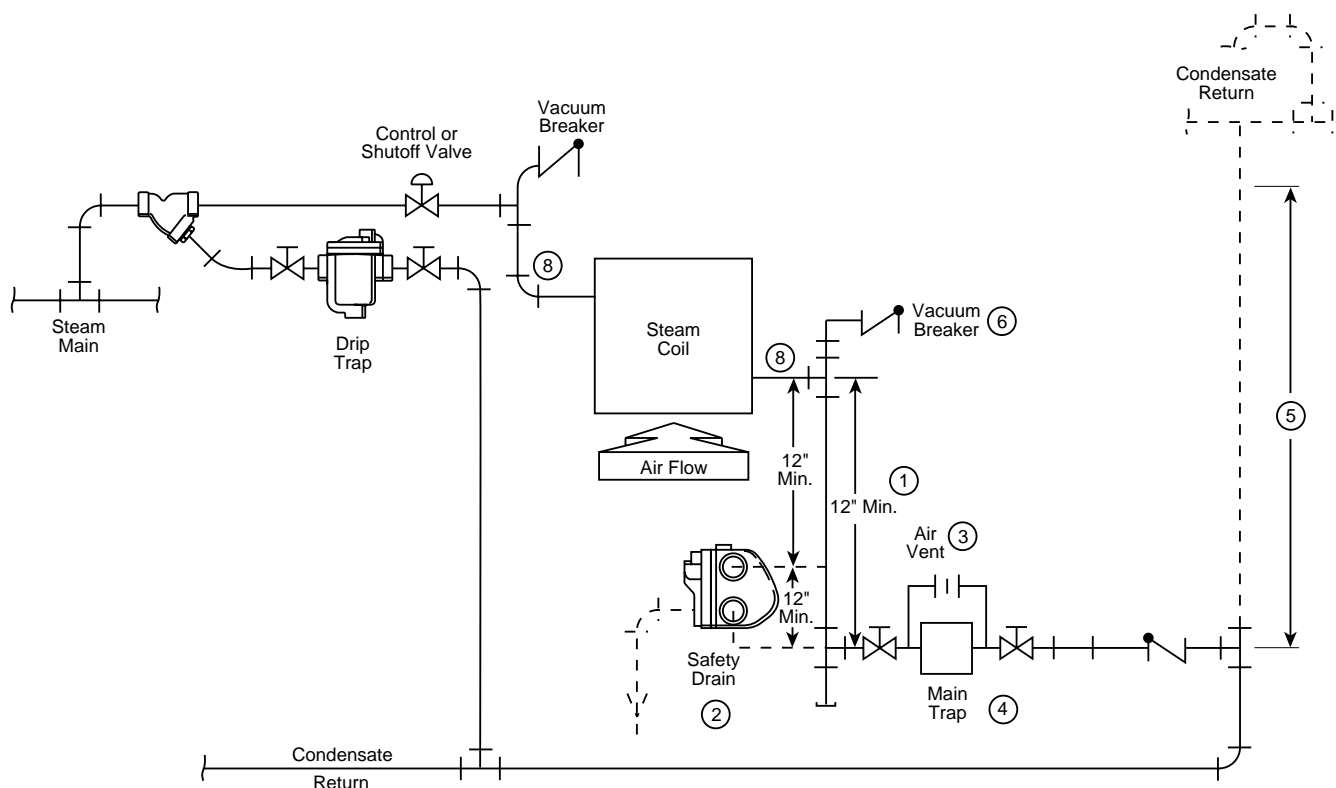 Condensate
Return
Vacuum
Breaker
Control or
Shutoff Valve
8
Steam
Main
Drip
Trap
Steam
Coil
Vacuum
Breaker
6
8
5
Air Flow
12"
Min.
1
12" Min.
Air
Vent
3
12"
Min.
Safety
Drain
2
Main
Trap
4
Condensate
Return